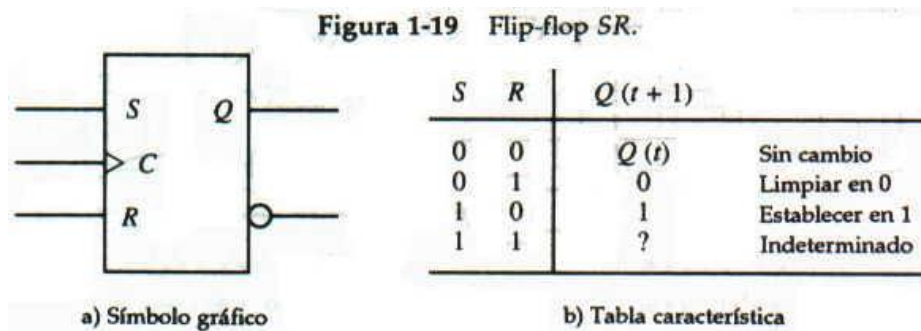 Figura 1-19 Flip-flop SR.
S Q
C
R
a) Símbolo gráfico
S R Q (t + 1)
0 0 Q (t) Sin cambio
0 1 0 Limpiar en 0
1 0 1 Establecer en 1
1 1 ? Indeterminado
b) Tabla característica